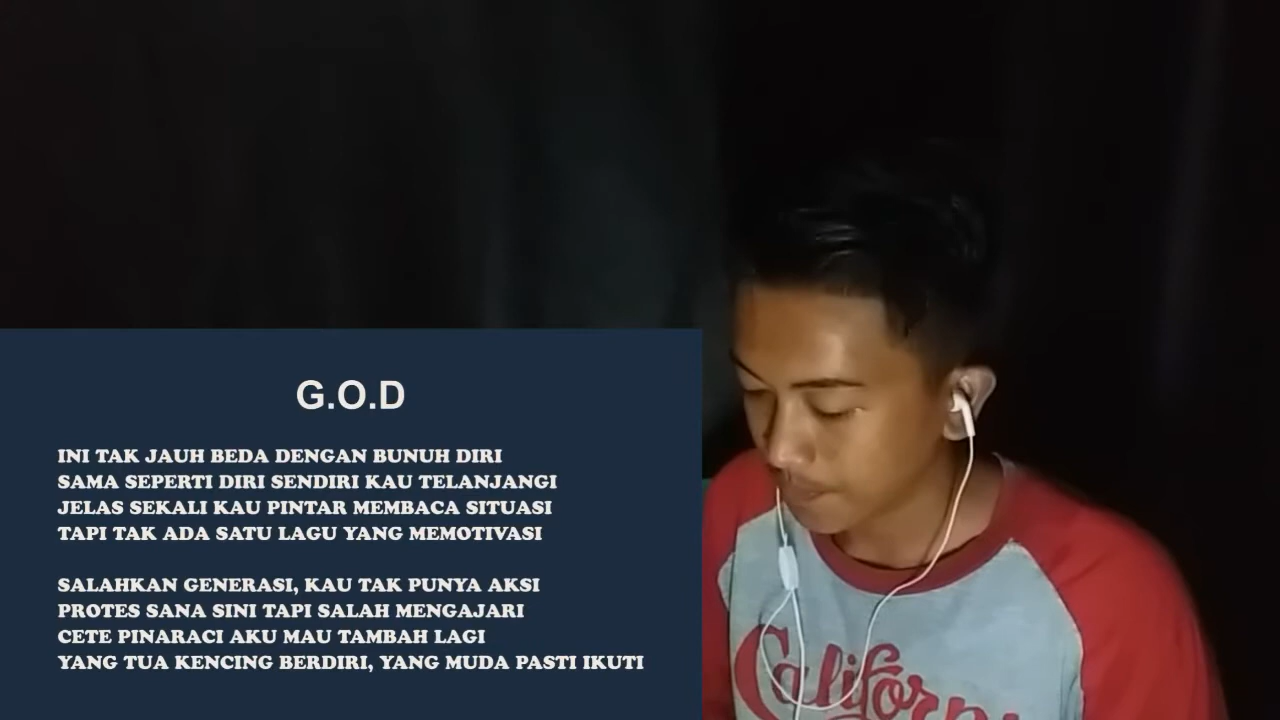 G.O.D
INI TAK JAUH BEDA DENGAN BUNUH DIRI
SAMA SEPERTI DIRI SENDIRI KAU TELANJANGI
JELAS SEKALI KAU PINTAR MEMBACA SITUASI
TAPI TAK ADA SATU LAGU YANG MEMOTIVASI
SALAHKAN GENERASI, KAU TAK PUNYA AKSI
PROTES SANA SINI TAPI SALAH MENGAJARI
CETE PINARACI AKU MAU TAMBAH LAGI
YANG TUA KENCING BERDIRI, YANG MUDA PASTI IKUTI